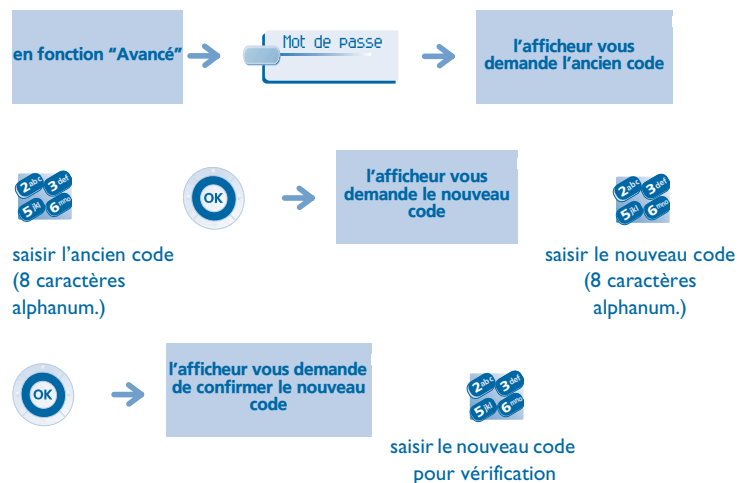 en fonction “Avancé”
Mot de passe
l’afficheur vous
demande l’ancien code
2abc 3def
5jkl 6mno
OK
l’afficheur vous
demande le nouveau
code
2abc 3def
5jkl 6mno
saisir l’ancien code
(8 caractères
alphanum.)
saisir le nouveau code
(8 caractères
alphanum.)
OK
l’afficheur vous demande
de confirmer le nouveau
code
2abc 3def
5jkl 6mno
saisir le nouveau code
pour vérification